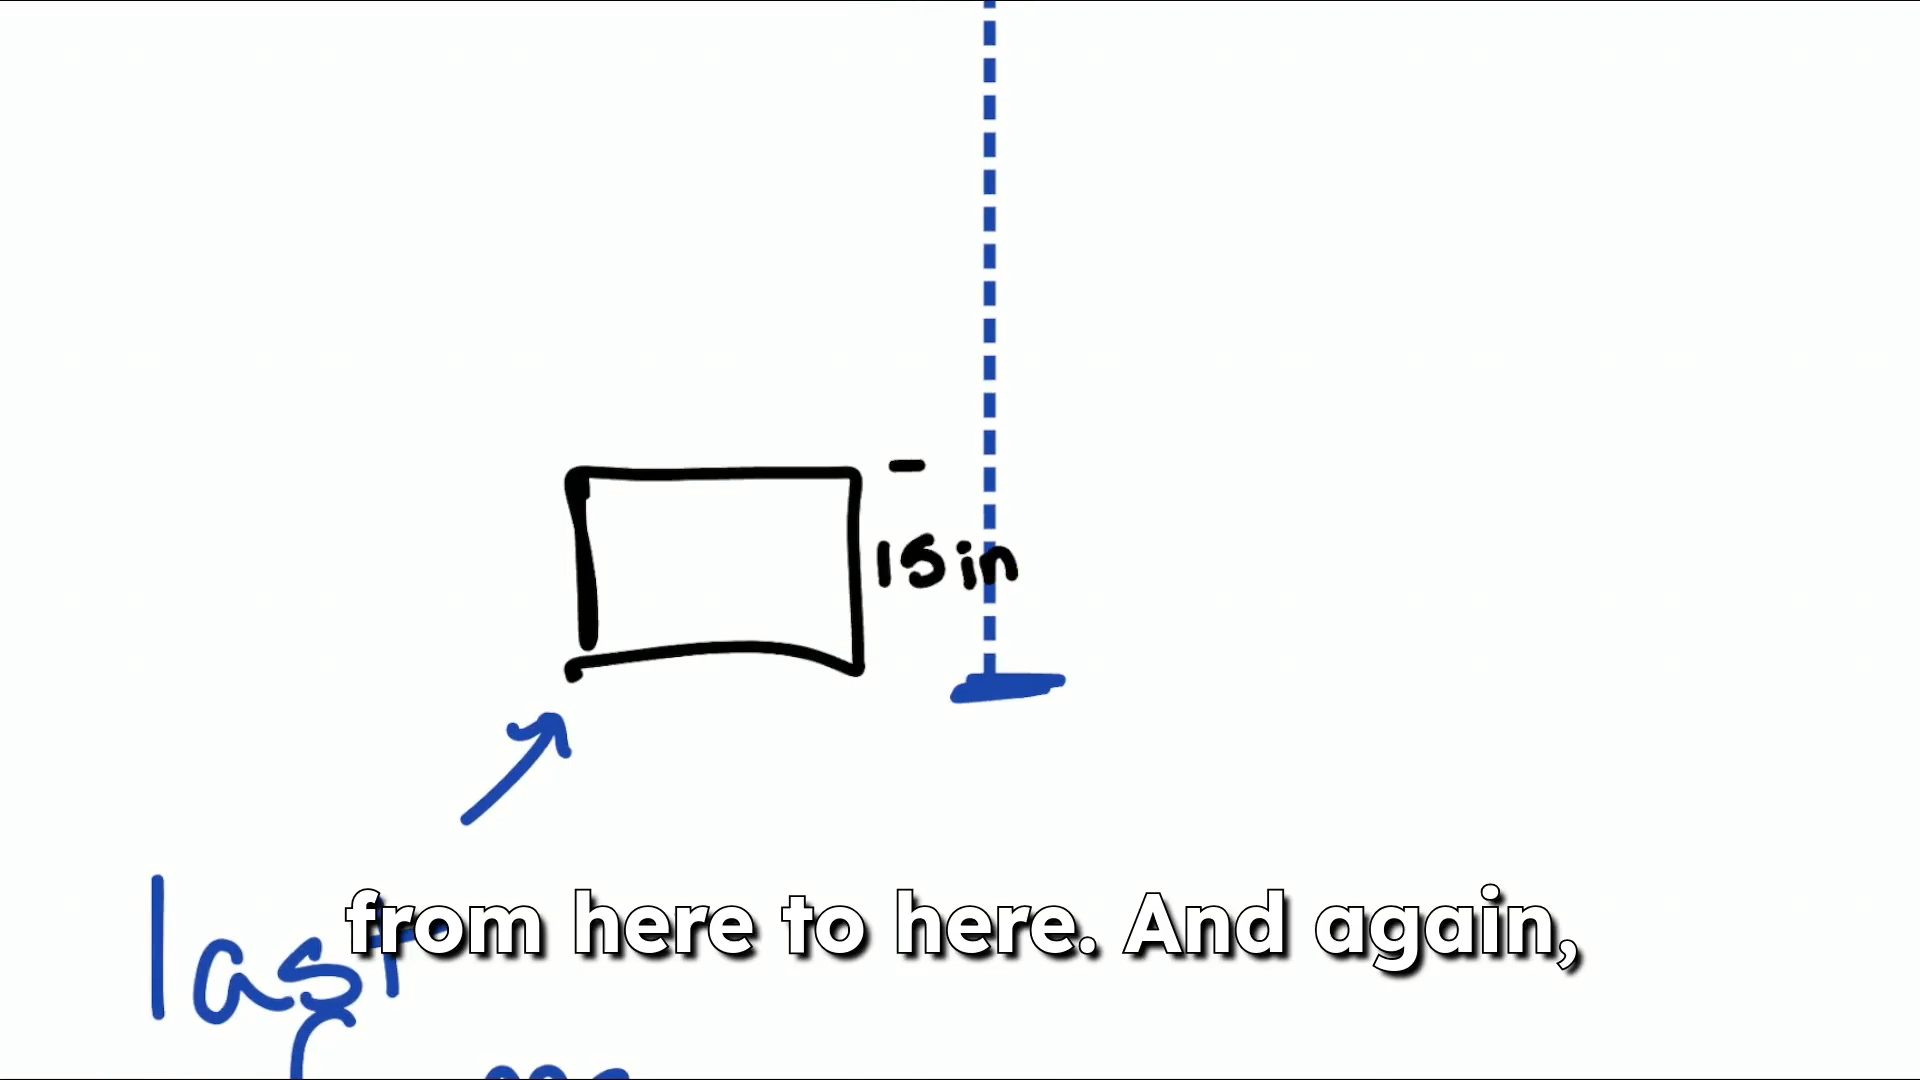 15in
last
from here to here. And again,